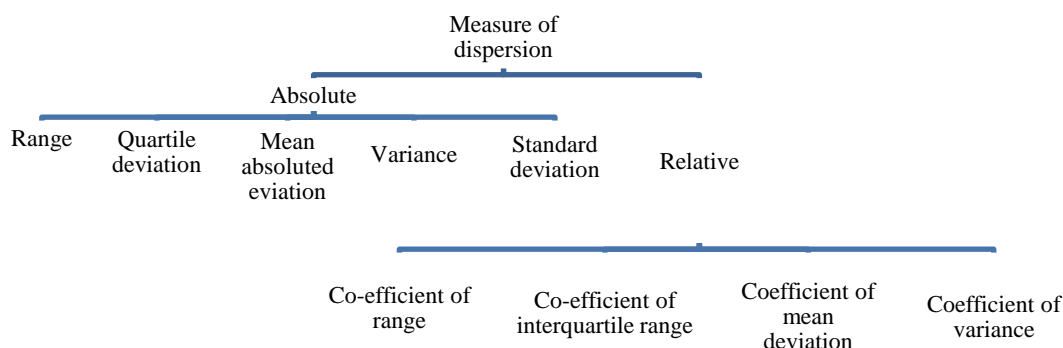 Measure of
dispersion
Absolute
Range
Quartile
deviation
Mean
absoluted
eviation
Variance
Standard
deviation
Relative
Co-efficient of
range
Co-efficient of
interquartile range
Coefficient of
mean
deviation
Coefficient of
variance